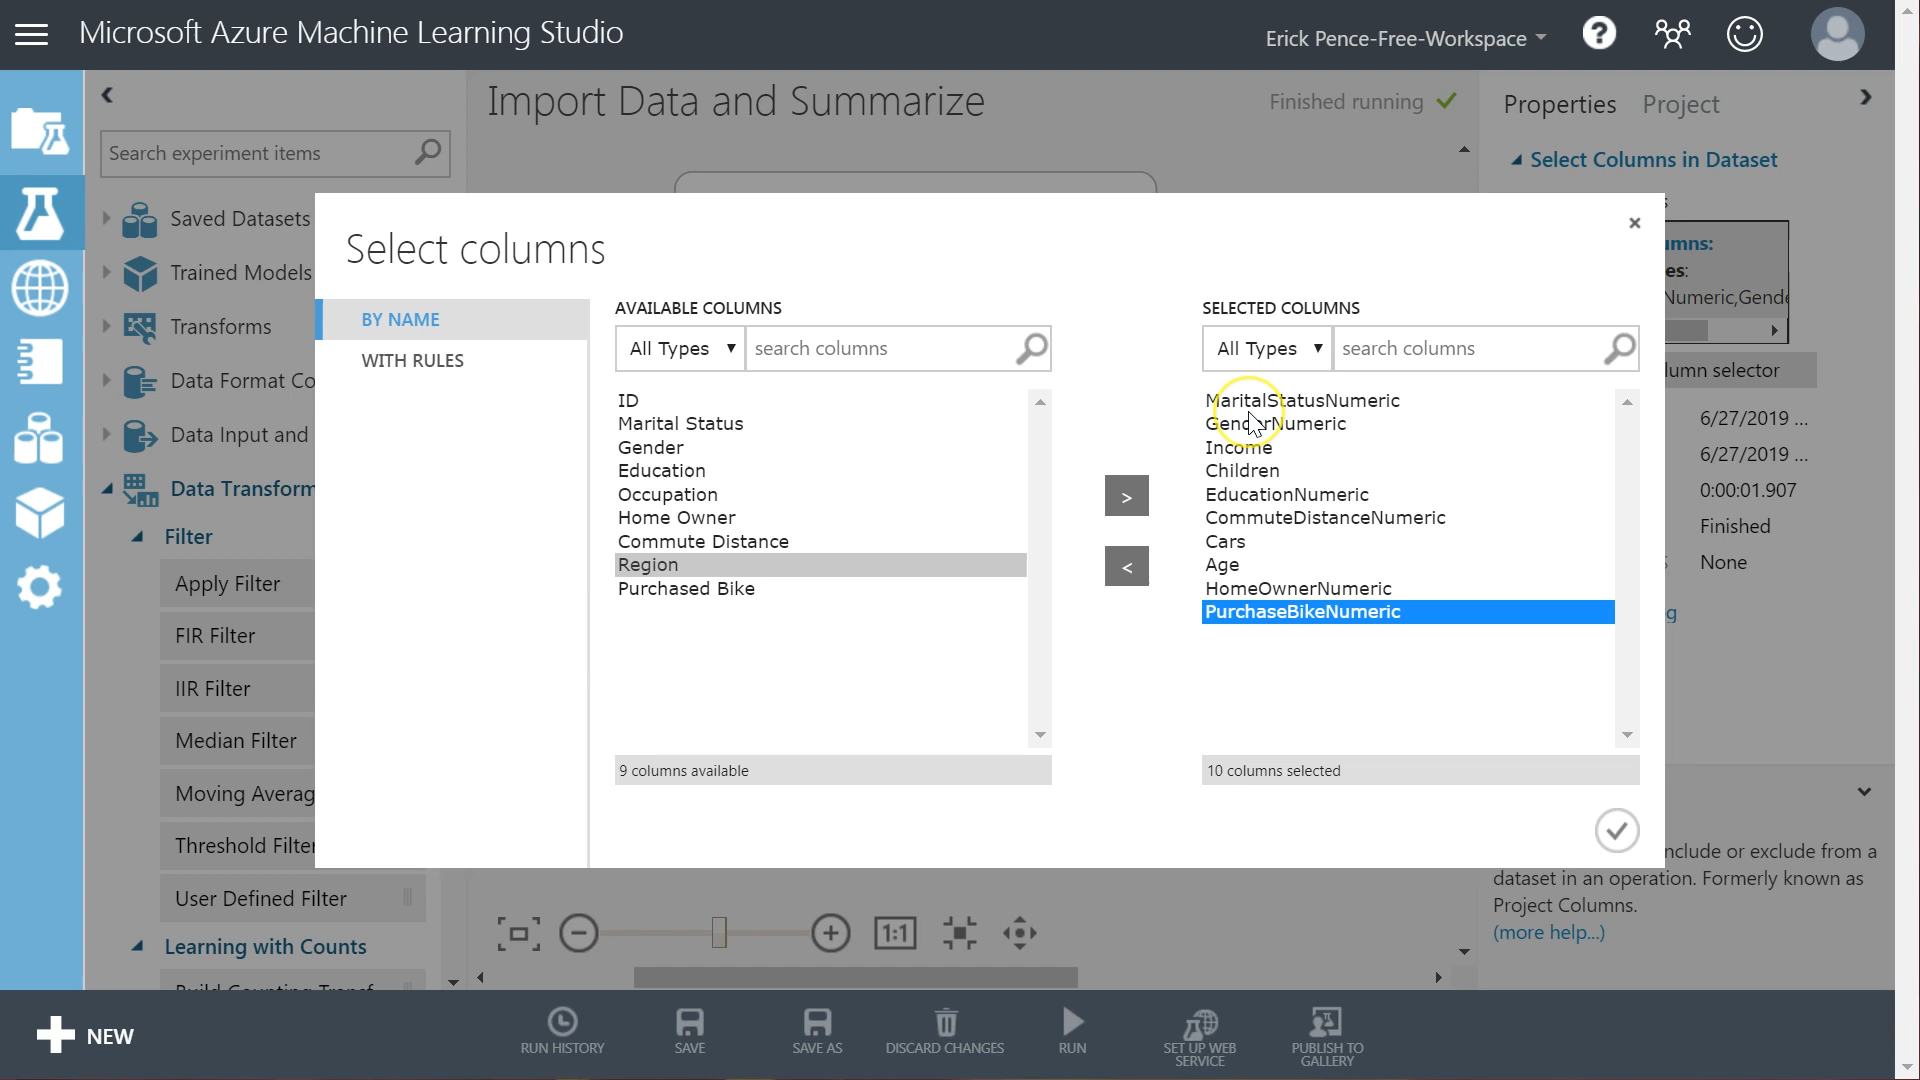 Microsoft Azure Machine Learning Studio
Erick Pence-Free-Workspace
?
Import Data and Summarize
Finished running
Properties
Project
Search experiment items
Select Columns in Dataset
Saved Datasets
Trained Models
Transforms
Data Format Co
Data Input and
Data Transform
Filter
Apply Filter
FIR Filter
IIR Filter
Median Filter
Moving Averag
Threshold Filter
User Defined Filter
Learning with Counts
Select columns
×
BY NAME
WITH RULES
AVAILABLE COLUMNS
All Types
search columns
ID
Marital Status
Gender
Education
Occupation
Home Owner
Commute Distance
Region
Purchased Bike
9 columns available
>
<
SELECTED COLUMNS
All Types
search columns
MaritalStatusNumeric
GenderNumeric
Income
Children
EducationNumeric
CommuteDistanceNumeric
Cars
Age
HomeOwnerNumeric
PurchaseBikeNumeric
10 columns selected
s
umns:
es:
Numeric,Gende
lumn selector
6/27/2019 ...
6/27/2019 ...
0:00:01.907
Finished
None
g
nclude or exclude from a
dataset in an operation. Formerly known as
Project Columns.
(more help...)
1:1
NEW
RUN HISTORY
SAVE
SAVE AS
DISCARD CHANGES
RUN
SET UP WEB
SERVICE
PUBLISH TO
GALLERY